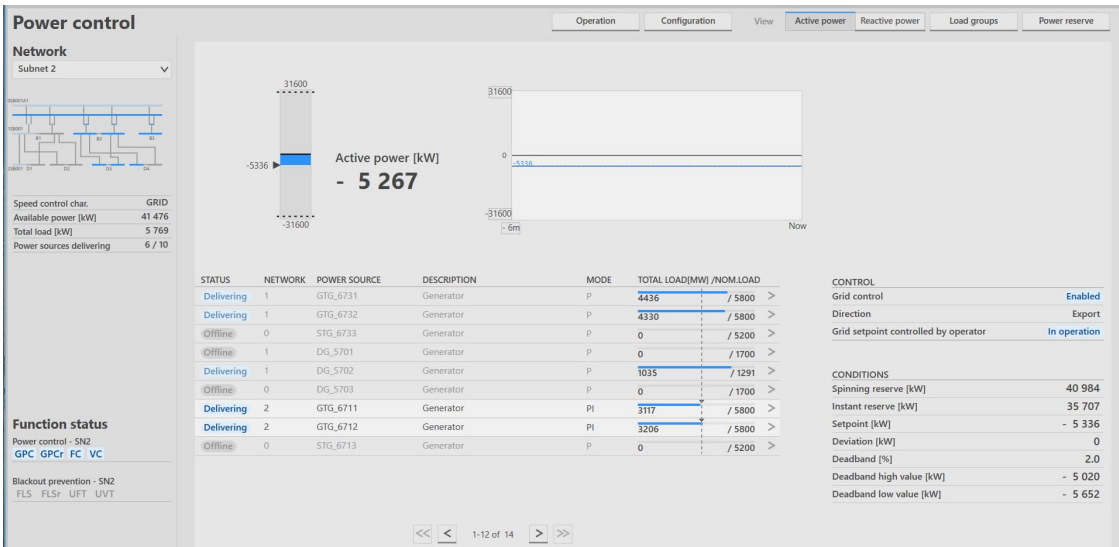 Power control
Operation Configuration View Active power Reactive power Load groups Power reserve
Network
Subnet 2
B1 B2 B3
D1 D2 D3 D4
Speed control char. GRID
Available power [kW] 41 476
Total load [kW] 5 769
Power sources delivering 6 / 10
31600
-5336
-31600
Active power [kW]
- 5 267
31600
0
-5336
-31600
- 6m Now
STATUS NETWORK POWER SOURCE DESCRIPTION MODE TOTAL LOAD[MW] /NOM.LOAD
Delivering 1 GTG_6731 Generator P 4436 / 5800 >
Delivering 1 GTG_6732 Generator P 4330 / 5800 >
Offline 0 STG_6733 Generator P 0 / 5200 >
Offline 1 DG_5701 Generator P 0 / 1700 >
Delivering 1 DG_5702 Generator P 1035 / 1291 >
Offline 0 DG_5703 Generator P 0 / 1700 >
Delivering 2 GTG_6711 Generator PI 3117 / 5800 >
Delivering 2 GTG_6712 Generator PI 3206 / 5800 >
Offline 0 STG_6713 Generator P 0 / 5200 >
<< < 1-12 of 14 > >>
CONTROL
Grid control Enabled
Direction Export
Grid setpoint controlled by operator In operation
CONDITIONS
Spinning reserve [kW] 40 984
Instant reserve [kW] 35 707
Setpoint [kW] - 5 336
Deviation [kW] 0
Deadband [%] 2.0
Deadband high value [kW] - 5 020
Deadband low value [kW] - 5 652
Function status
Power control - SN2
GPC GPCr FC VC
Blackout prevention - SN2
FLS FLSr UFT UVT